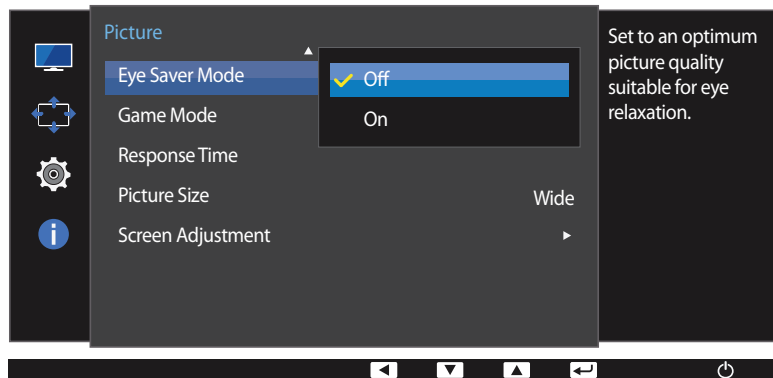 Picture
Eye Saver Mode
Off
Game Mode
On
Response Time
Picture Size
Wide
Screen Adjustment
Set to an optimum
picture quality
suitable for eye
relaxation.